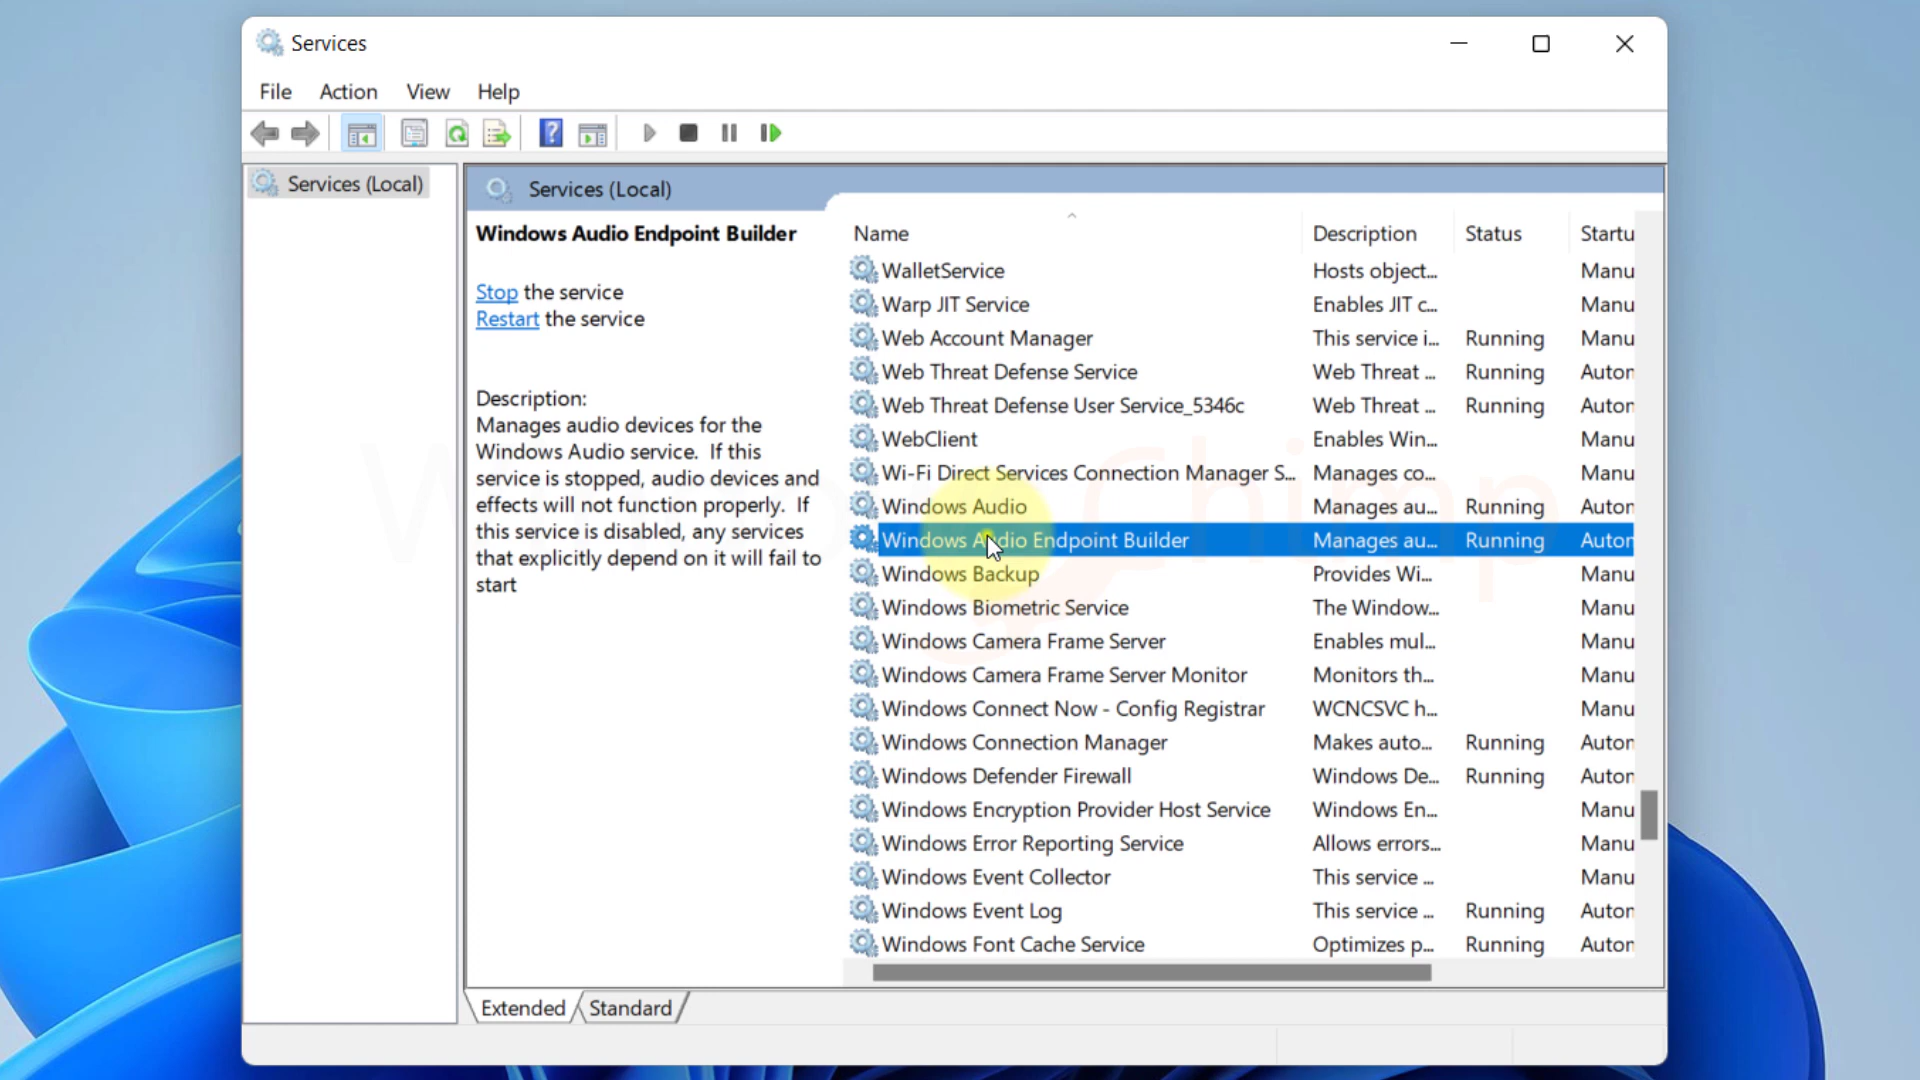 Services
File Action View Help
Services (Local)
Services (Local)
Windows Audio Endpoint Builder
Stop the service
Restart the service
Description:
Manages audio devices for the
Windows Audio service. If this
service is stopped, audio devices and
effects will not function properly. If
this service is disabled, any services
that explicitly depend on it will fail to
start
Name Description Status Startu
WalletService Hosts object... Manu
Warp JIT Service Enables JIT c... Manu
Web Account Manager This service i... Running Manu
Web Threat Defense Service Web Threat ... Running Autom
Web Threat Defense User Service_5346c Web Threat ... Running Autom
WebClient Enables Win... Manu
Wi-Fi Direct Services Connection Manager S... Manages co... Manu
Windows Audio Manages au... Running Autom
Windows Audio Endpoint Builder Manages au... Running Autom
Windows Backup Provides Wi... Manu
Windows Biometric Service The Window... Manu
Windows Camera Frame Server Enables mul... Manu
Windows Camera Frame Server Monitor Monitors th... Manu
Windows Connect Now - Config Registrar WCNCSVC h... Manu
Windows Connection Manager Makes auto... Running Autom
Windows Defender Firewall Windows De... Running Autom
Windows Encryption Provider Host Service Windows En... Manu
Windows Error Reporting Service Allows errors... Manu
Windows Event Collector This service ... Manu
Windows Event Log This service ... Running Autom
Windows Font Cache Service Optimizes p... Running Autom
Extended Standard